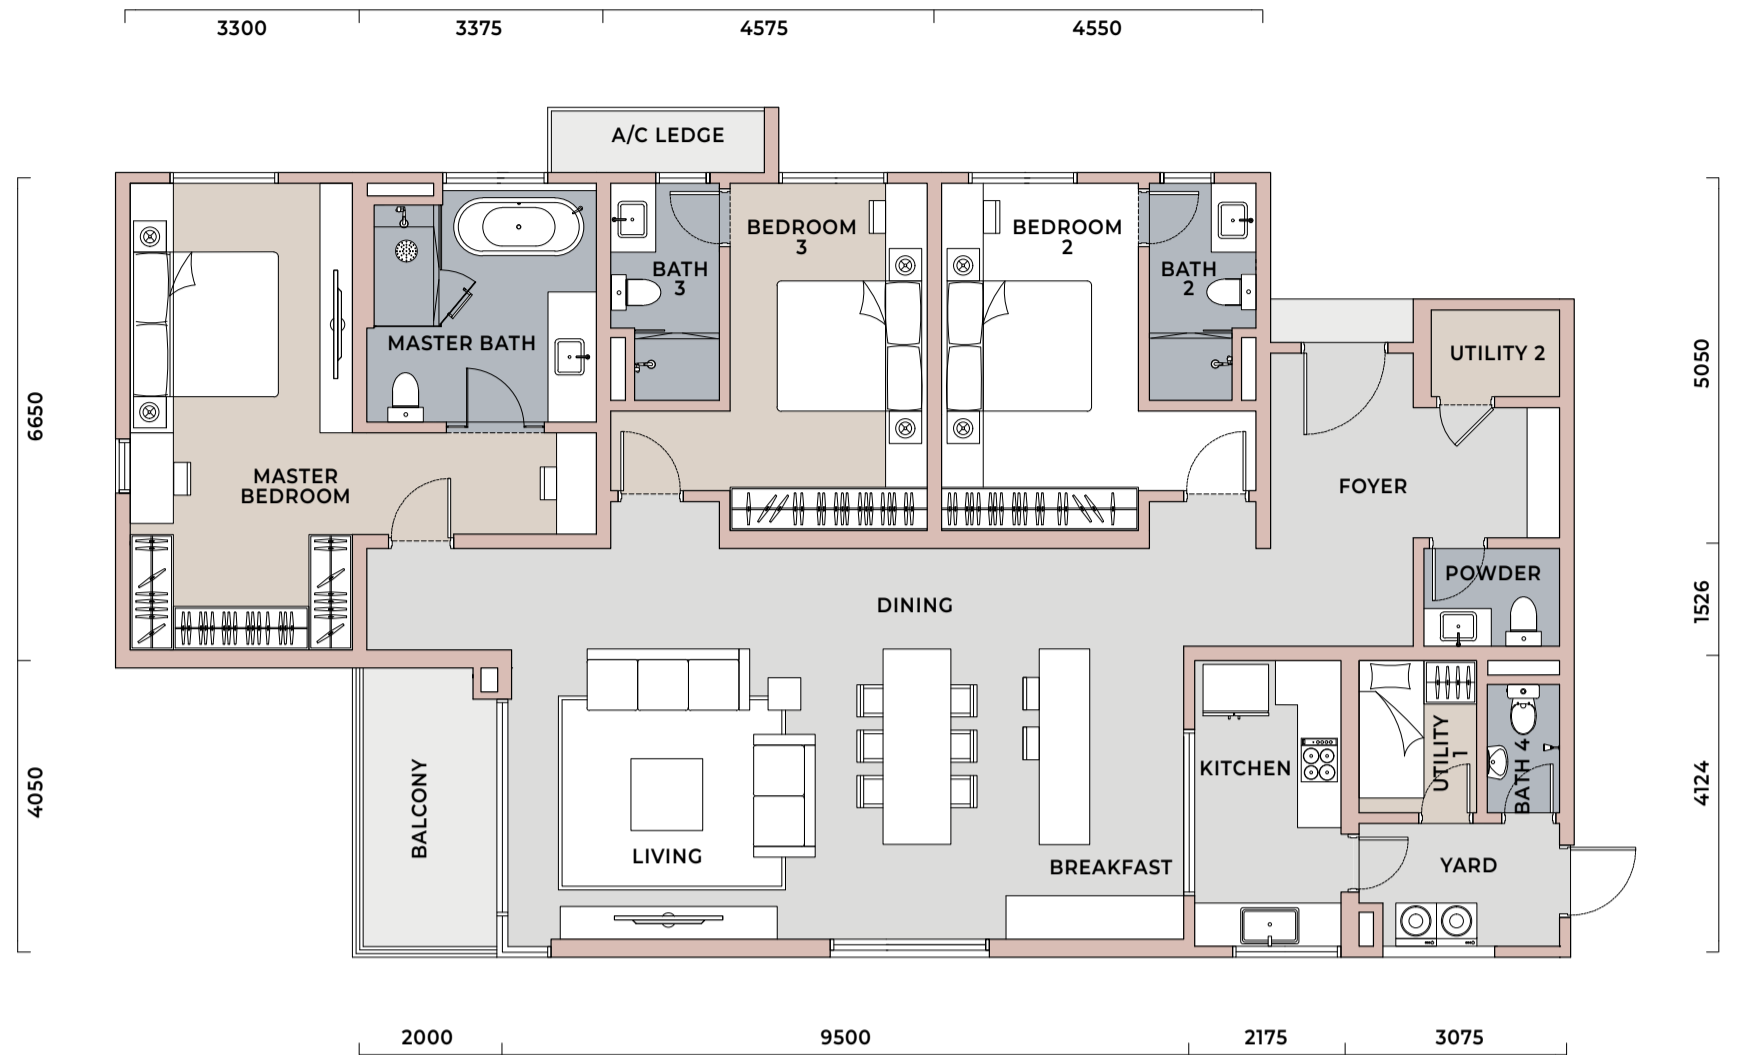 3300
3375
4575
4550
A/C LEDGE
BEDROOM
3
BEDROOM
2
BATH
3
BATH
2
MASTER BATH
UTILITY 2
5050
6650
MASTER
BEDROOM
FOYER
POWDER
1526
DINING
BALCONY
LIVING
BREAKFAST
KITCHEN
UTILITY
1
BATH 4
YARD
4050
4124
2000
9500
2175
3075